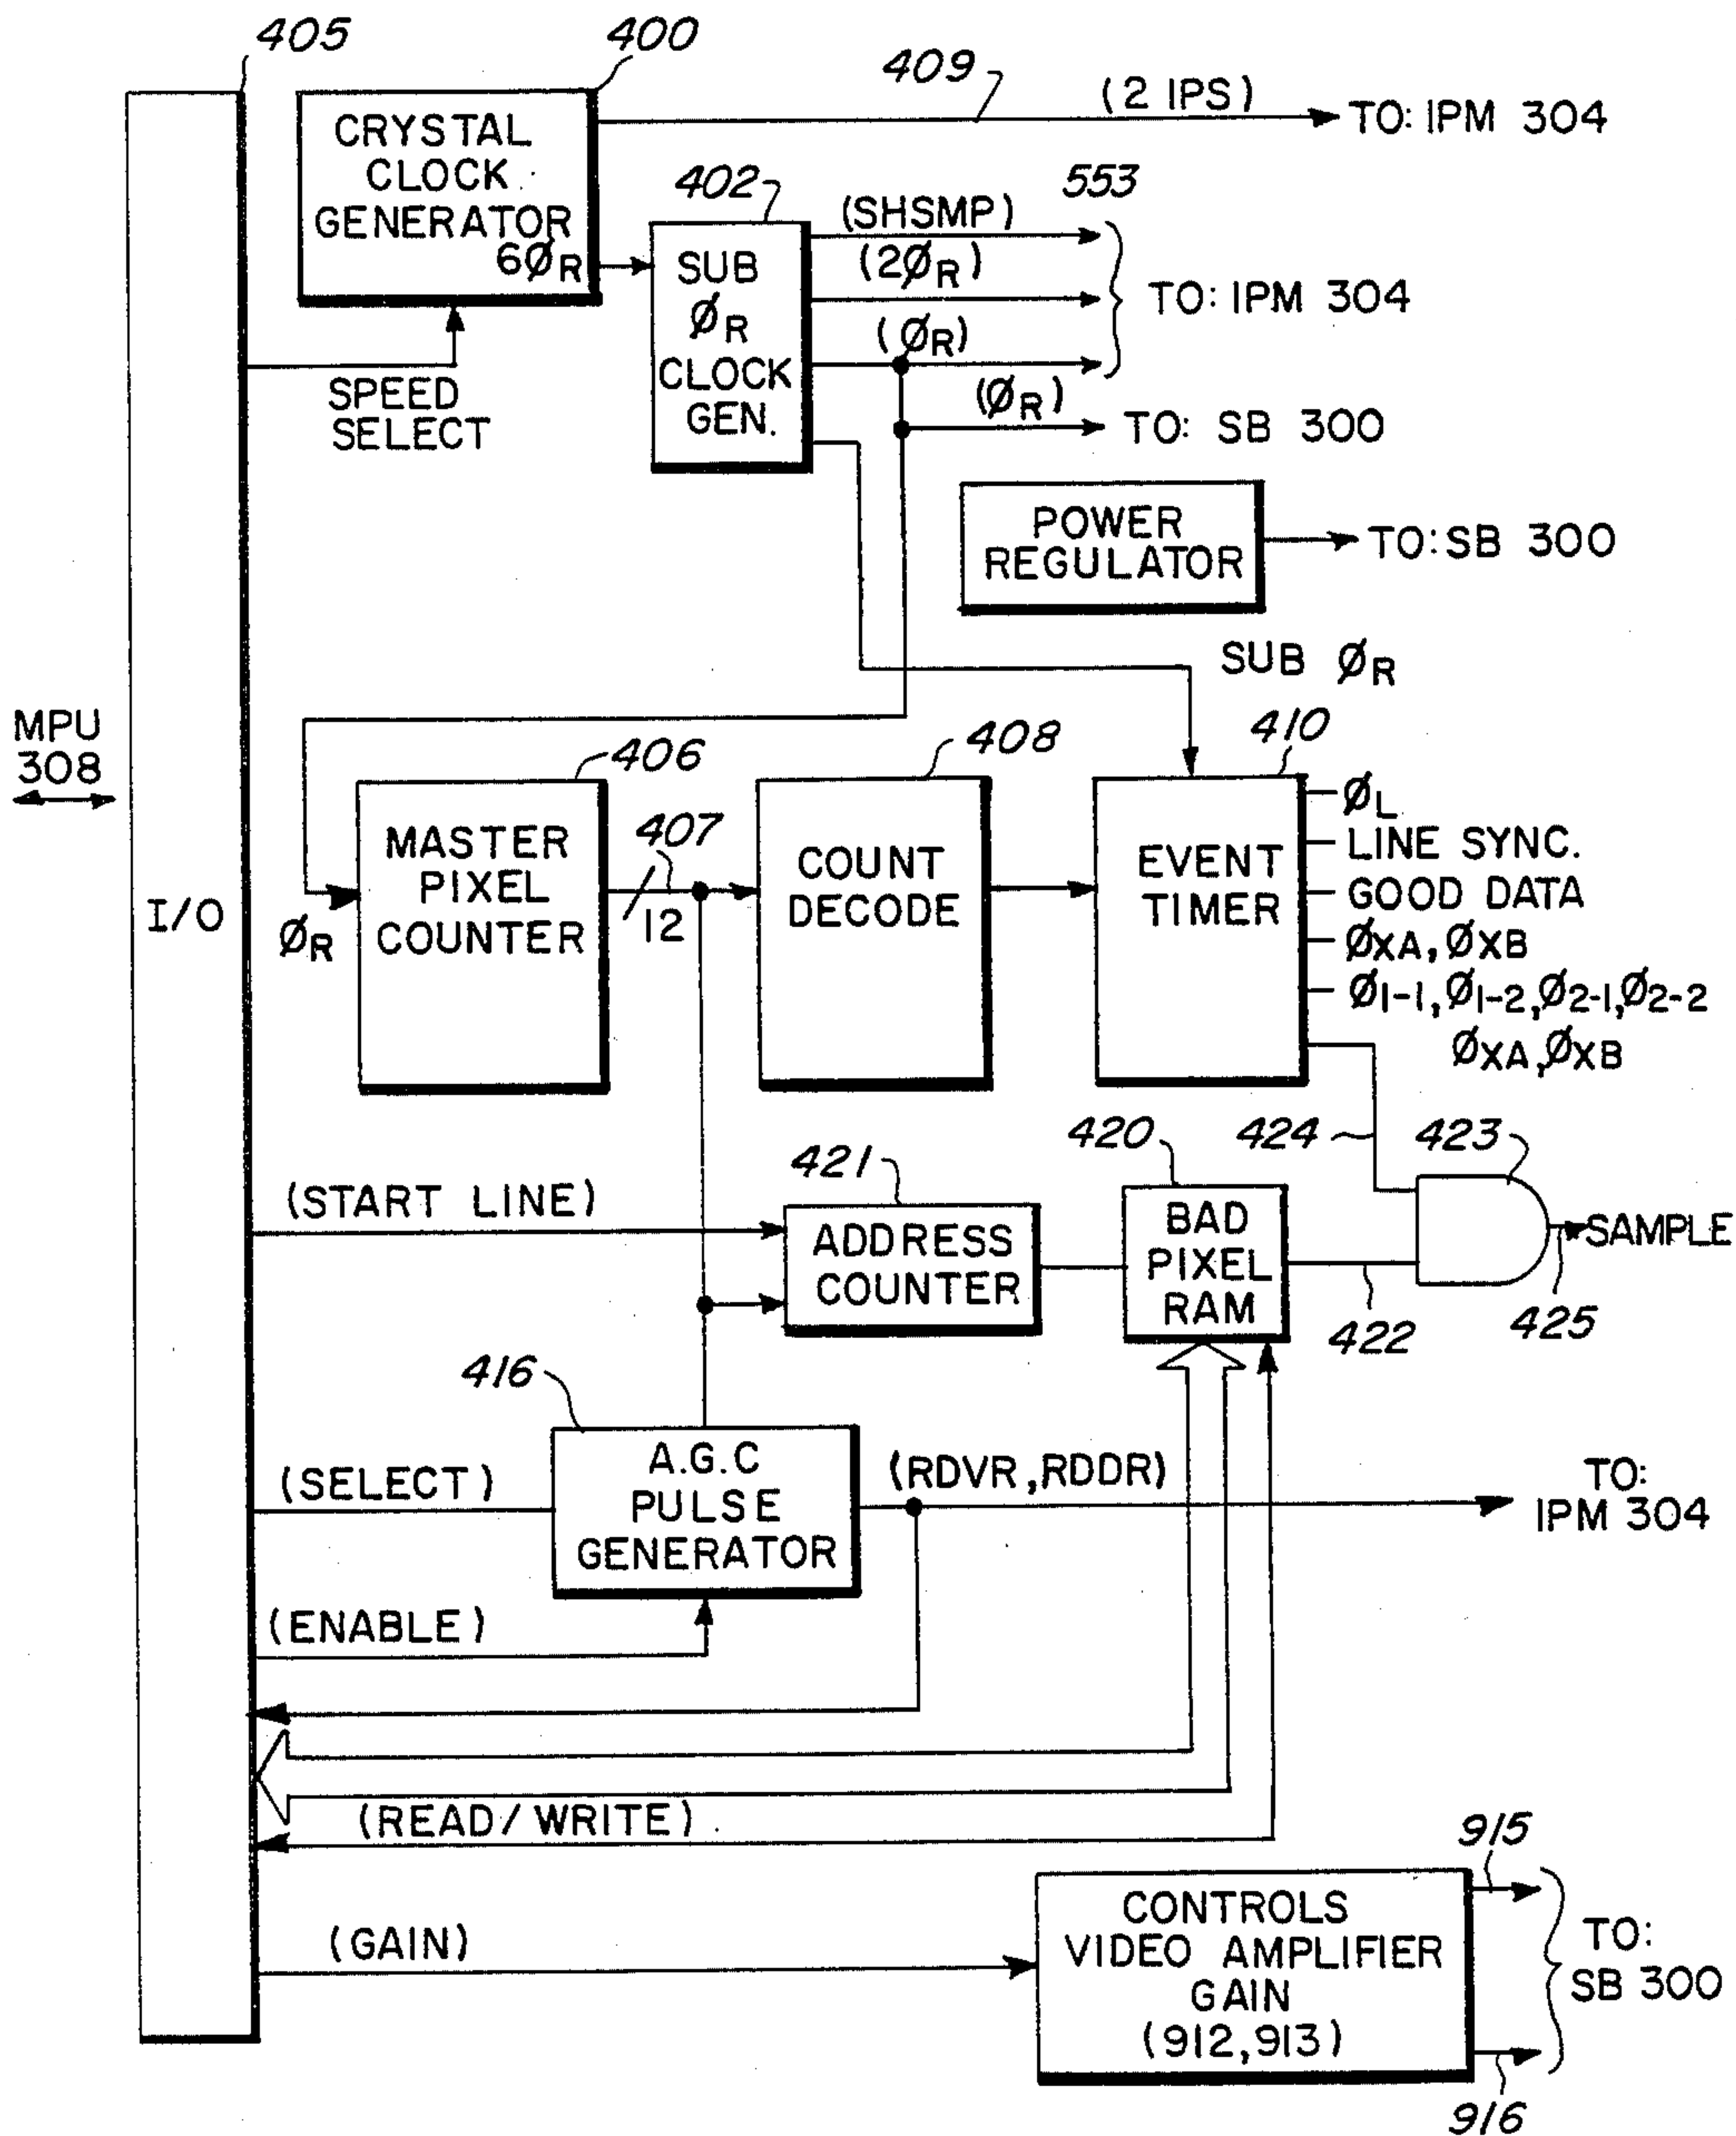 405
400
409
(2 IPS)
TO: IPM 304
CRYSTAL
CLOCK
GENERATOR
6ØR
402
553
(SHSMP)
(2ØR)
(ØR)
TO: IPM 304
SUB
ØR
CLOCK
GEN.
(ØR)
TO: SB 300
SPEED
SELECT
POWER
REGULATOR
TO: SB 300
SUB ØR
MPU
308
I/O
406
408
410
MASTER
PIXEL
COUNTER
ØR
407
12
COUNT
DECODE
EVENT
TIMER
ØL
LINE SYNC.
GOOD DATA
ØXA, ØXB
Ø1-1, Ø1-2, Ø2-1, Ø2-2
ØXA, ØXB
421
420
424
423
(START LINE)
ADDRESS
COUNTER
BAD
PIXEL
RAM
SAMPLE
422
425
416
(SELECT)
A.G.C
PULSE
GENERATOR
(RDVR, RDDR)
TO:
IPM 304
(ENABLE)
(READ/WRITE)
915
(GAIN)
CONTROLS
VIDEO AMPLIFIER
GAIN
(912, 913)
TO:
SB 300
916